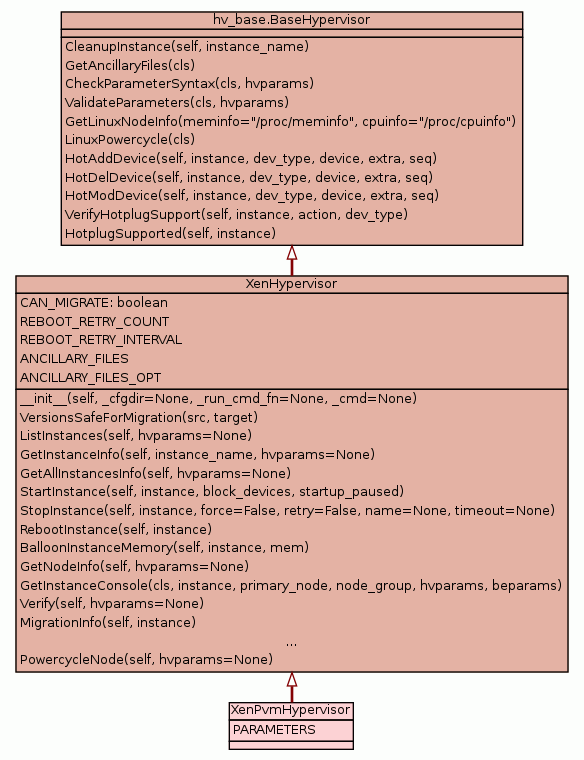 hv_base.BaseHypervisor
CleanupInstance(self, instance_name)
GetAncillaryFiles(cls)
CheckParameterSyntax(cls, hvparams)
ValidateParameters(cls, hvparams)
GetLinuxNodeInfo(meminfo="/proc/meminfo", cpuinfo="/proc/cpuinfo")
LinuxPowercycle(cls)
HotAddDevice(self, instance, dev_type, device, extra, seq)
HotDelDevice(self, instance, dev_type, device, extra, seq)
HotModDevice(self, instance, dev_type, device, extra, seq)
VerifyHotplugSupport(self, instance, action, dev_type)
HotplugSupported(self, instance)
XenHypervisor
CAN_MIGRATE: boolean
REBOOT_RETRY_COUNT
REBOOT_RETRY_INTERVAL
ANCILLARY_FILES
ANCILLARY_FILES_OPT
__init__(self, _cfgdir=None, _run_cmd_fn=None, _cmd=None)
VersionsSafeForMigration(src, target)
ListInstances(self, hvparams=None)
GetInstanceInfo(self, instance_name, hvparams=None)
GetAllInstancesInfo(self, hvparams=None)
StartInstance(self, instance, block_devices, startup_paused)
StopInstance(self, instance, force=False, retry=False, name=None, timeout=None)
RebootInstance(self, instance)
BalloonInstanceMemory(self, instance, mem)
GetNodeInfo(self, hvparams=None)
GetInstanceConsole(cls, instance, primary_node, node_group, hvparams, beparams)
Verify(self, hvparams=None)
MigrationInfo(self, instance)
...
PowercycleNode(self, hvparams=None)
XenPvmHypervisor
PARAMETERS